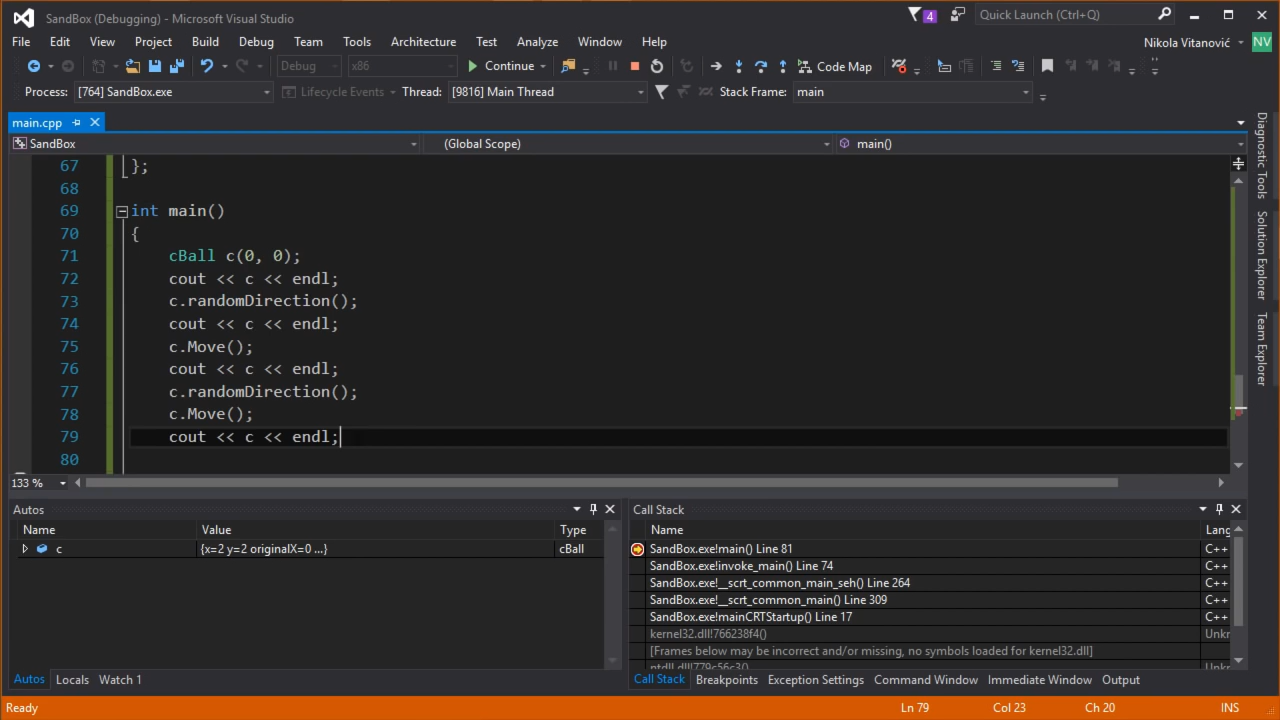 SandBox (Debugging) - Microsoft Visual Studio
4
Quick Launch (Ctrl+Q)
File Edit View Project Build Debug Team Tools Architecture Test Analyze Window Help
Nikola Vitanović NV
Debug x86 Continue Code Map
Process: [764] SandBox.exe Lifecycle Events Thread: [9816] Main Thread Stack Frame: main
main.cpp
SandBox (Global Scope) main()
67 };
68
69 int main()
70 {
71 cBall c(0, 0);
72 cout << c << endl;
73 c.randomDirection();
74 cout << c << endl;
75 c.Move();
76 cout << c << endl;
77 c.randomDirection();
78 c.Move();
79 cout << c << endl;
80
133 %
Diagnostic Tools
Solution Explorer
Team Explorer
Autos
Name Value Type
c {x=2 y=2 originalX=0 ...} cBall
Autos Locals Watch 1
Call Stack
Name Lang
SandBox.exe!main() Line 81 C++
SandBox.exe!invoke_main() Line 74 C++
SandBox.exe!__scrt_common_main_seh() Line 264 C++
SandBox.exe!__scrt_common_main() Line 309 C++
SandBox.exe!mainCRTStartup() Line 17 C++
kernel32.dll!766238f4() Unkr
[Frames below may be incorrect and/or missing, no symbols loaded for kernel32.dll]
ntdll.dll!779c56c3() Unkr
Call Stack Breakpoints Exception Settings Command Window Immediate Window Output
Ready Ln 79 Col 23 Ch 20 INS